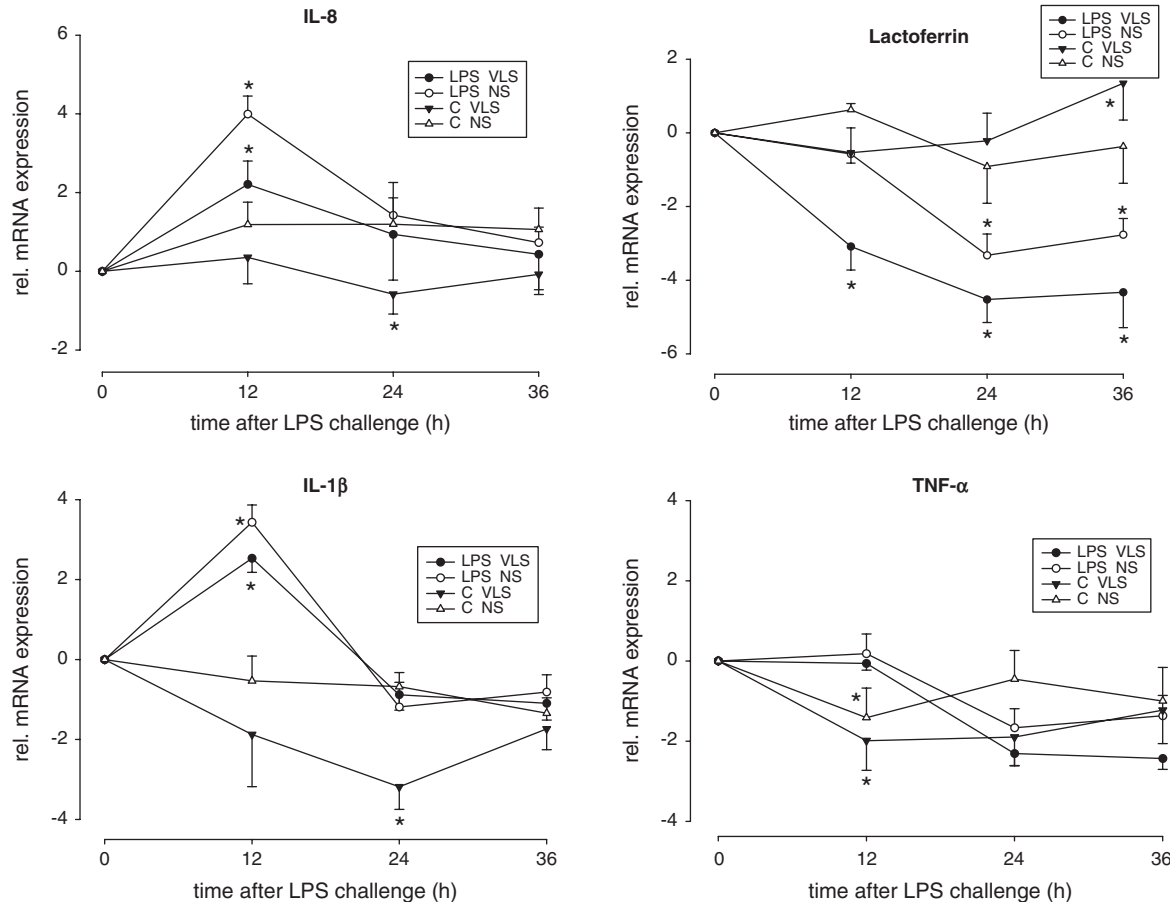 IL-8
6
4
2
0
-2
rel. mRNA expression
LPS VLS
LPS NS
C VLS
C NS
*
*
*
0 12 24 36
time after LPS challenge (h)
Lactoferrin
2
0
-2
-4
-6
rel. mRNA expression
LPS VLS
LPS NS
C VLS
C NS
*
*
*
*
*
*
0 12 24 36
time after LPS challenge (h)
IL-1β
4
2
0
-2
-4
rel. mRNA expression
LPS VLS
LPS NS
C VLS
C NS
*
*
*
0 12 24 36
time after LPS challenge (h)
TNF-α
4
2
0
-2
-4
rel. mRNA expression
LPS VLS
LPS NS
C VLS
C NS
*
*
0 12 24 36
time after LPS challenge (h)